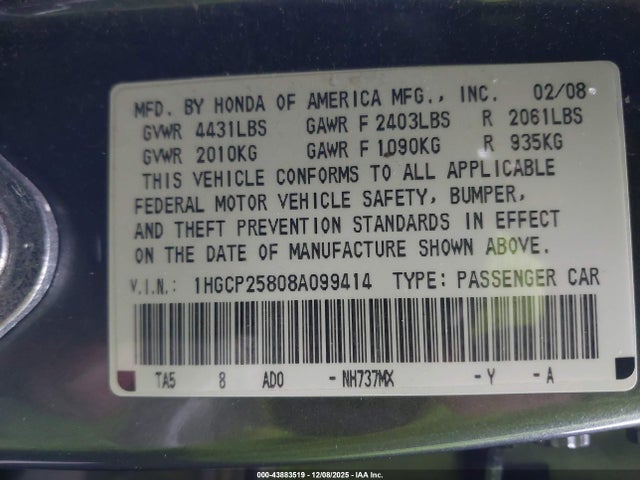 MFD. BY HONDA OF AMERICA MFG., INC. 02/08
GVWR 4431LBS GAWR F 2403LBS R 2061LBS
GVWR 2010KG GAWR F 1090KG R 935KG
THIS VEHICLE CONFORMS TO ALL APPLICABLE
FEDERAL MOTOR VEHICLE SAFETY, BUMPER,
AND THEFT PREVENTION STANDARDS IN EFFECT
ON THE DATE OF MANUFACTURE SHOWN ABOVE.
V.I.N.: 1HGCP25808A099414 TYPE: PASSENGER CAR
TA5 8 AD0 - NH737MX - Y - A
000-43883519 - 12/08/2025 - IAA Inc.